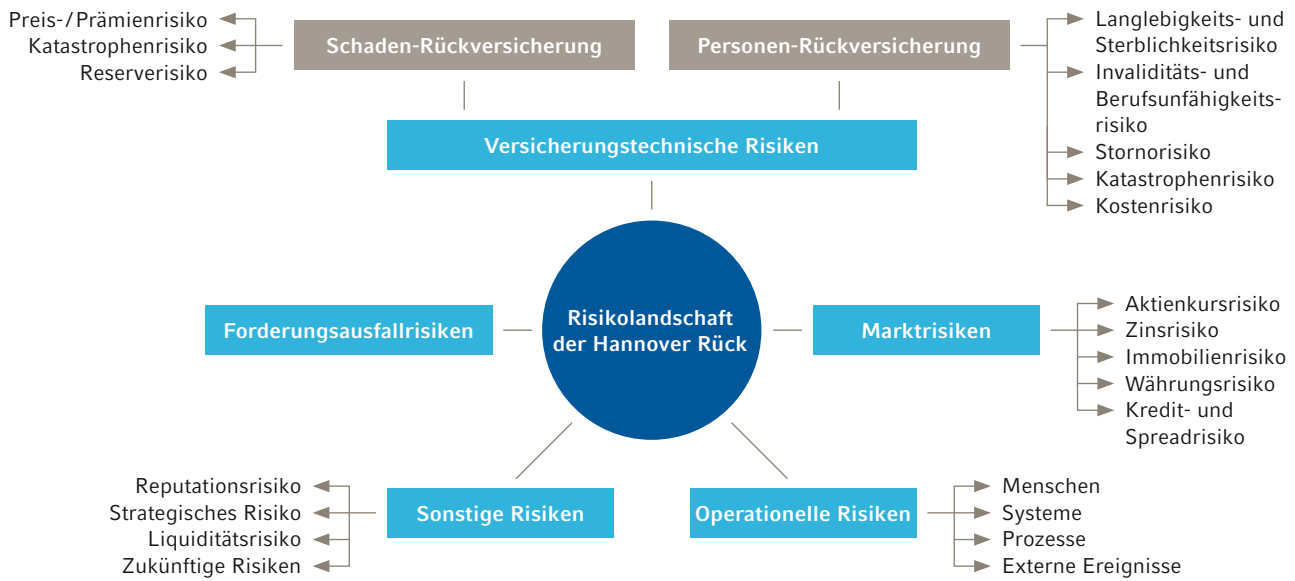 Preis-/Prämienrisiko
Katastrophenrisiko
Reserverisiko
Schaden-Rückversicherung
Personen-Rückversicherung
Langlebigkeits- und
Sterblichkeitsrisiko
Invaliditäts- und
Berufsunfähigkeits-
risiko
Stornorisiko
Katastrophenrisiko
Kostenrisiko
Versicherungstechnische Risiken
Forderungsausfallrisiken
Risikolandschaft
der Hannover Rück
Marktrisiken
Aktienkursrisiko
Zinsrisiko
Immobilienrisiko
Währungsrisiko
Kredit- und
Spreadrisiko
Reputationsrisiko
Strategisches Risiko
Liquiditätsrisiko
Zukünftige Risiken
Sonstige Risiken
Operationelle Risiken
Menschen
Systeme
Prozesse
Externe Ereignisse